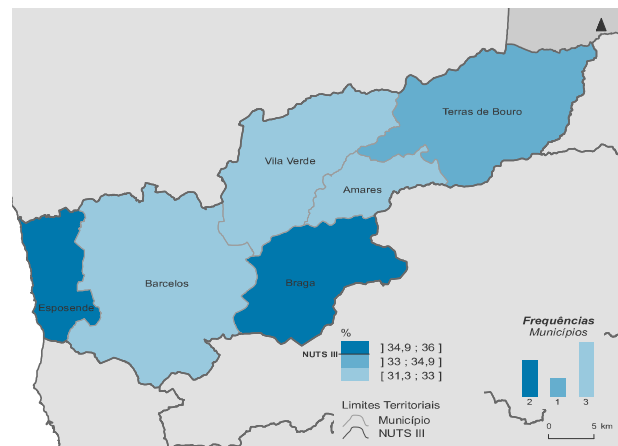 Terras de Bouro
Vila Verde
Amares
Barcelos
Braga
Esposende
%
NUTS III
] 34,9 ; 36 ]
] 33 ; 34,9 ]
[ 31,3 ; 33 ]
Limites Territoriais
Município
NUTS III
Frequências
Municípios
2 1 3
0 5 km